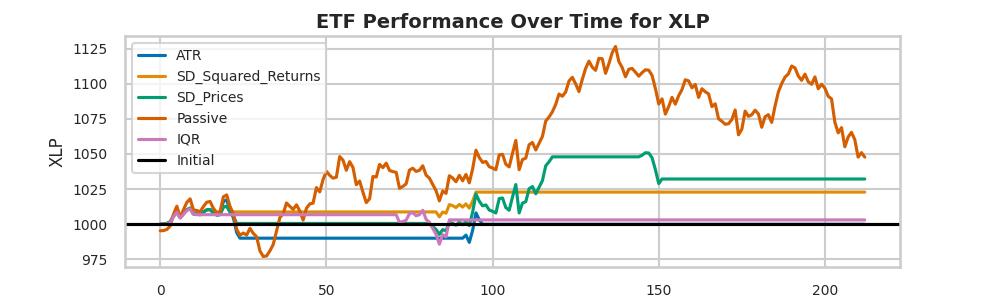 ETF Performance Over Time for XLP
XLP
1125
1100
1075
1050
1025
1000
975
ATR
SD_Squared_Returns
SD_Prices
Passive
IQR
Initial
0
50
100
150
200